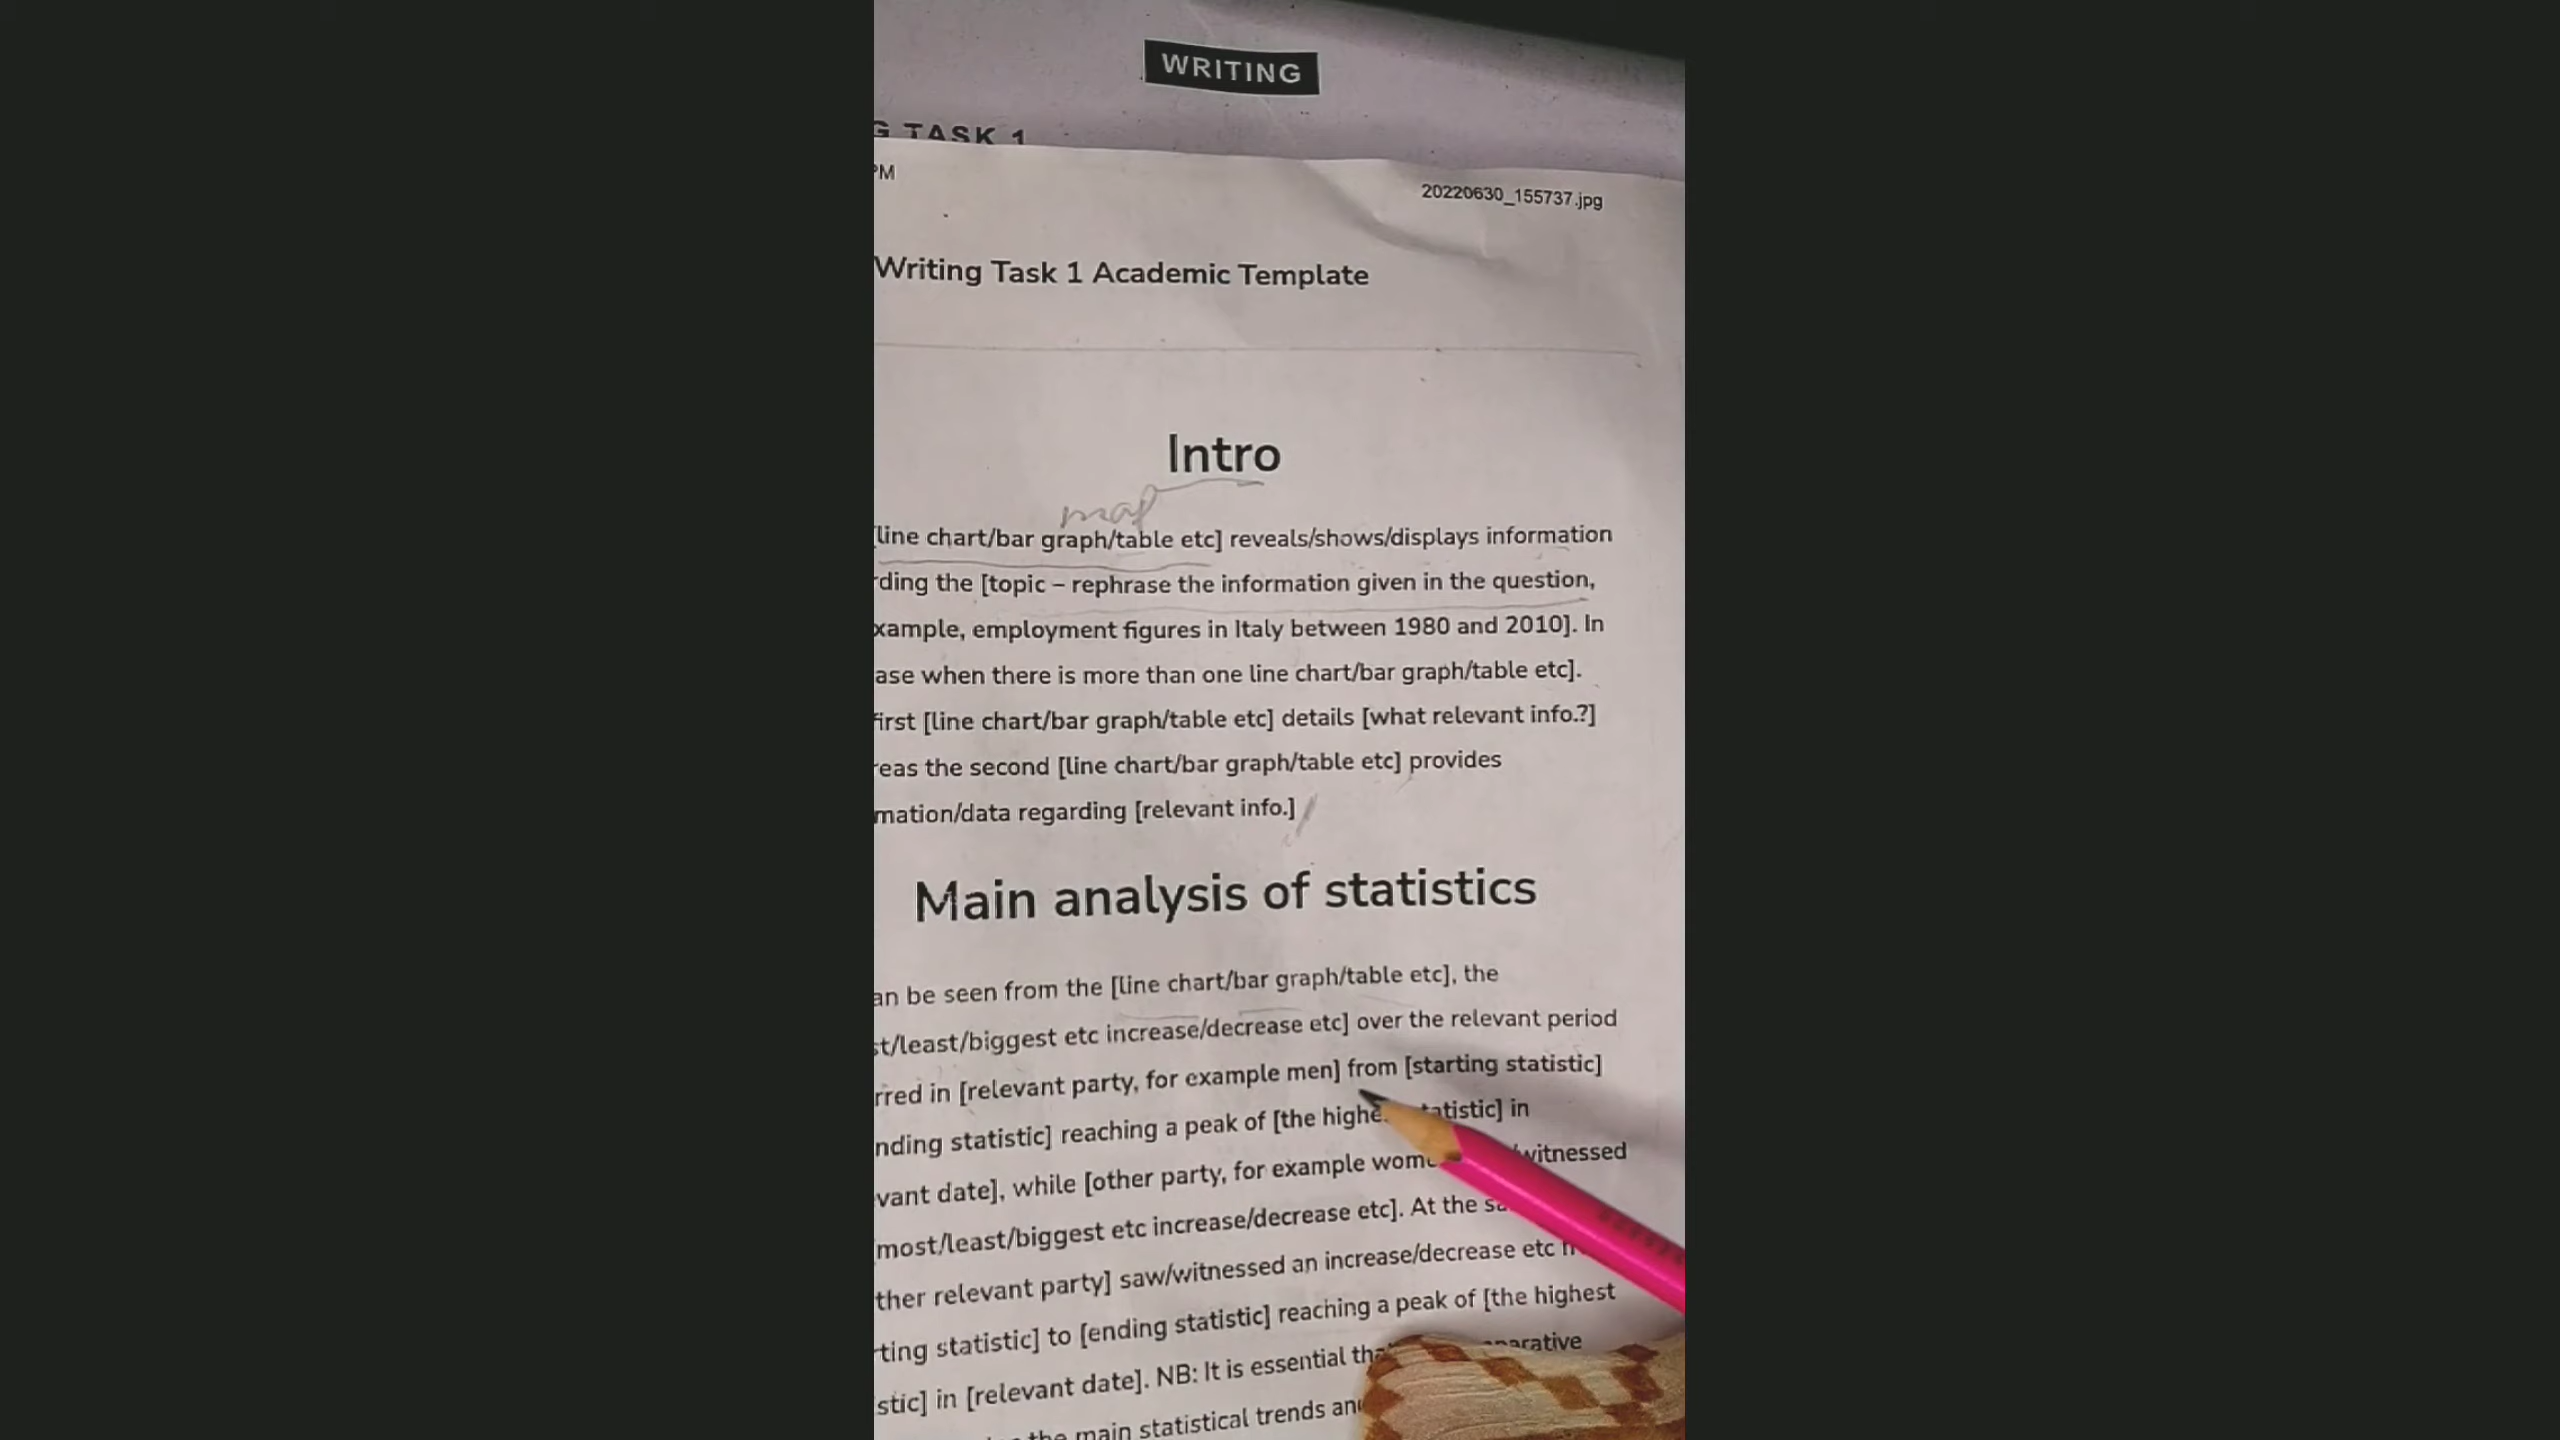 WRITING
G TASK 1
PM
20220630_155737.jpg
Writing Task 1 Academic Template
Intro
map
[line chart/bar graph/table etc] reveals/shows/displays information
rding the [topic – rephrase the information given in the question,
xample, employment figures in Italy between 1980 and 2010]. In
ase when there is more than one line chart/bar graph/table etc].
first [line chart/bar graph/table etc] details [what relevant info.?]
reas the second [line chart/bar graph/table etc] provides
mation/data regarding [relevant info.]
Main analysis of statistics
an be seen from the [line chart/bar graph/table etc], the
st/least/biggest etc increase/decrease etc] over the relevant period
rred in [relevant party, for example men] from [starting statistic]
nding statistic] reaching a peak of [the highe tatistic] in
vant date], while [other party, for example wom witnessed
most/least/biggest etc increase/decrease etc]. At the s
ther relevant party] saw/witnessed an increase/decrease etc
ting statistic] to [ending statistic] reaching a peak of [the highest
stic] in [relevant date]. NB: It is essential tha parative
the main statistical trends an